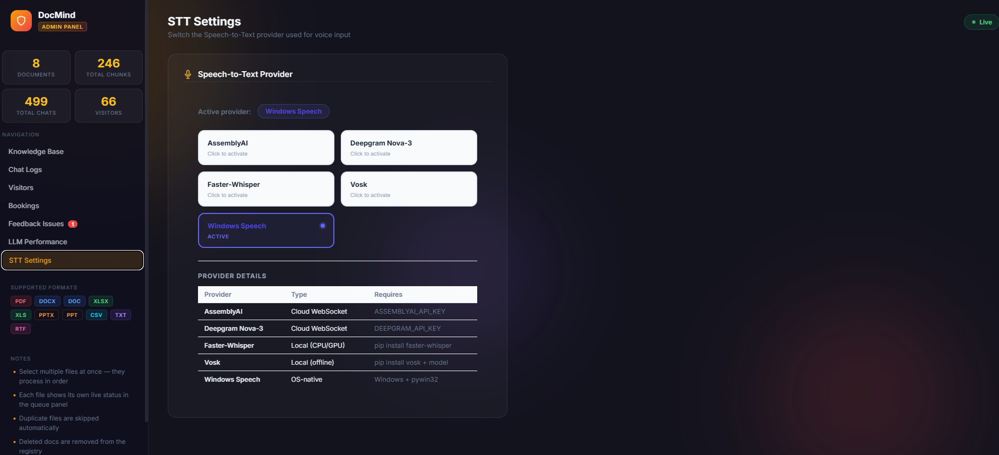 DocMind
ADMIN PANEL
8
DOCUMENTS
246
TOTAL CHUNKS
499
TOTAL CHATS
66
VISITORS
NAVIGATION
Knowledge Base
Chat Logs
Visitors
Bookings
Feedback Issues 1
LLM Performance
STT Settings
SUPPORTED FORMATS
PDF DOCX DOC XLSX
XLS PPTX PPT CSV TXT
RTF
NOTES
• Select multiple files at once — they
process in order
• Each file shows its own live status in
the queue panel
• Duplicate files are skipped
automatically
• Deleted docs are removed from the
registry
STT Settings
Switch the Speech-to-Text provider used for voice input
Live
Speech-to-Text Provider
Active provider: Windows Speech
AssemblyAI
Click to activate
Deepgram Nova-3
Click to activate
Faster-Whisper
Click to activate
Vosk
Click to activate
Windows Speech
ACTIVE
PROVIDER DETAILS
Provider Type Requires
AssemblyAI Cloud WebSocket ASSEMBLYAI_API_KEY
Deepgram Nova-3 Cloud WebSocket DEEPGRAM_API_KEY
Faster-Whisper Local (CPU/GPU) pip install faster-whisper
Vosk Local (offline) pip install vosk + model
Windows Speech OS-native Windows + pywin32